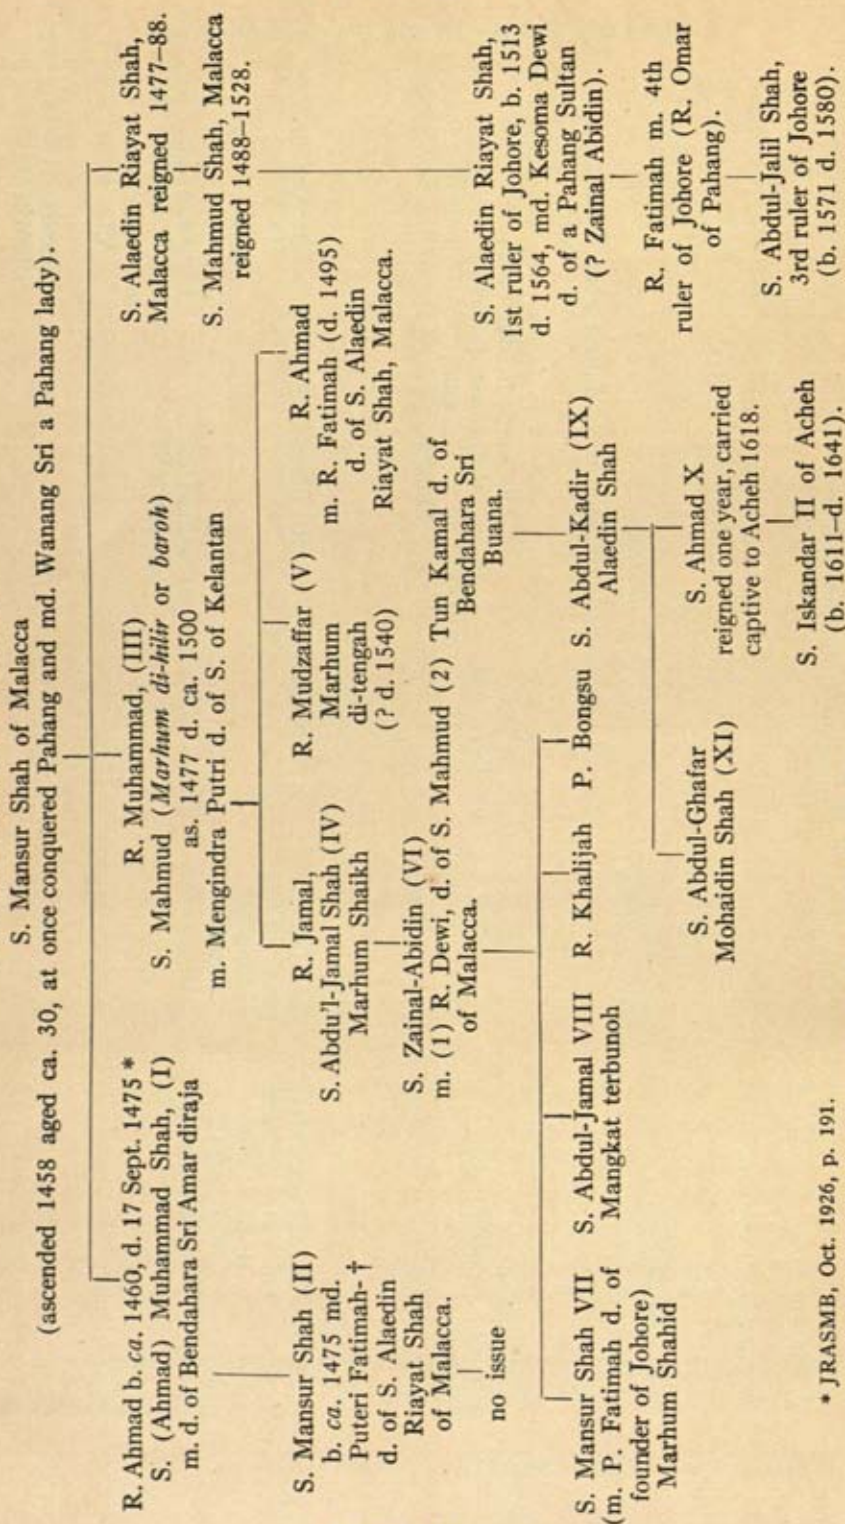 S. Mansur Shah of Malacca
(ascended 1458 aged ca. 30, at once conquered Pahang and md. Wanang Sri a Pahang lady).
R. Ahmad b. ca. 1460, d. 17 Sept. 1475 *
S. (Ahmad) Muhammad Shah, (I)
m. d. of Bendahara Sri Amar diraja
R. Muhammad, (III)
S. Mahmud (Marhum di-hilir or baroh)
as. 1477 d. ca. 1500
m. Mengindra Putri d. of S. of Kelantan
S. Alaedin Riayat Shah,
Malacca reigned 1477–88.
S. Mahmud Shah, Malacca
reigned 1488–1528.
S. Mansur Shah (II)
b. ca. 1475 md.
Puteri Fatimah- †
d. of S. Alaedin
Riayat Shah
of Malacca.
no issue
R. Jamal,
S. Abdu'l-Jamal Shah (IV)
Marhum Shaikh
R. Mudzaffar (V)
Marhum
di-tengah
(? d. 1540)
R. Ahmad
m. R. Fatimah (d. 1495)
d. of S. Alaedin
Riayat Shah, Malacca.
S. Zainal-Abidin (VI)
m. (1) R. Dewi, d. of S. Mahmud (2) Tun Kamal d. of
of Malacca.
Bendahara Sri
Buana.
S. Alaedin Riayat Shah,
1st ruler of Johore, b. 1513
d. 1564, md. Kesoma Dewi
d. of a Pahang Sultan
(? Zainal Abidin).
S. Mansur Shah VII
(m. P. Fatimah d. of
founder of Johore)
Marhum Shahid
S. Abdul-Jamal VIII
Mangkat terbunoh
R. Khalijah
P. Bongsu
S. Abdul-Kadir (IX)
Alaedin Shah
R. Fatimah m. 4th
ruler of Johore (R. Omar
of Pahang).
S. Abdul-Ghafar
Mohaidin Shah (XI)
S. Ahmad X
reigned one year, carried
captive to Acheh 1618.
S. Abdul-Jalil Shah,
3rd ruler of Johore
(b. 1571 d. 1580).
S. Iskandar II of Acheh
(b. 1611–d. 1641).
* JRASMB, Oct. 1926, p. 191.